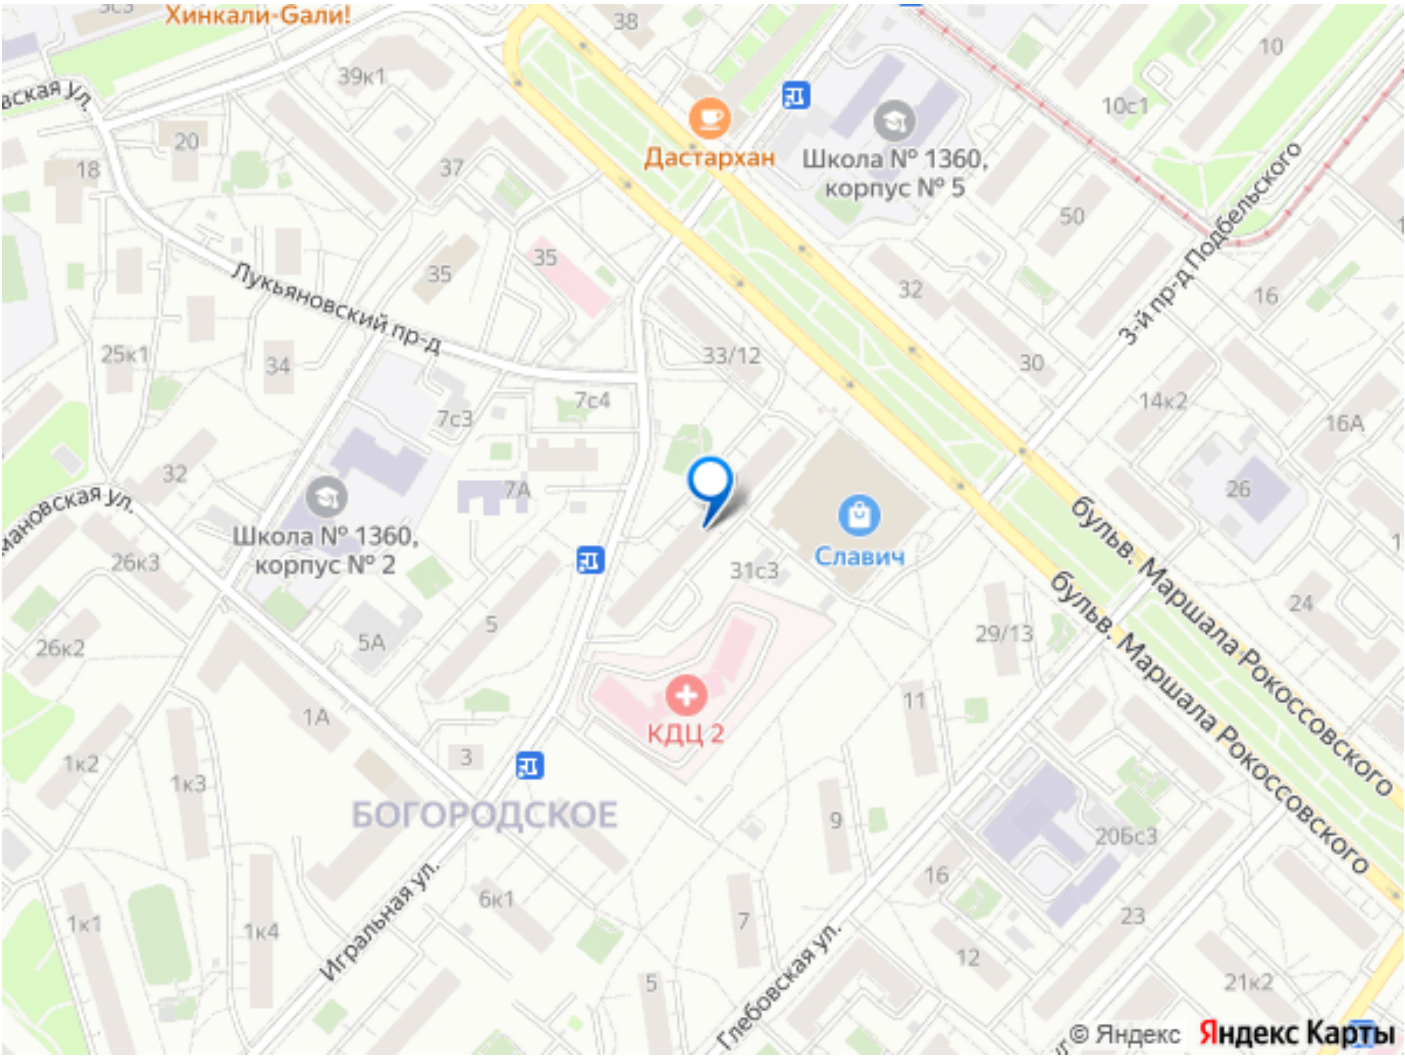 3с3
Хинкали-Gали!
38
10
39к1
вская ул.
10с1
20
Дастархан
Школа № 1360,
корпус № 5
18
37
50
3-й пр-д Подбельского
35
35
32
16
Лукьяновский пр-д
25к1
34
33/12
30
7с4
7с3
14к2
16А
32
7А
26
мановская ул.
Школа № 1360,
корпус № 2
бульв. Маршала Рокоссовского
26к3
Славич
31с3
бульв. Маршала Рокоссовского
24
5
5А
26к2
29/13
11
1А
КДЦ 2
3
1к2
1к3
БОГОРОДСКОЕ
9
20Бс3
16
6к1
Игральная ул.
1к1
1к4
7
23
12
Глебовская ул.
5
21к2
© Яндекс Яндекс Карты